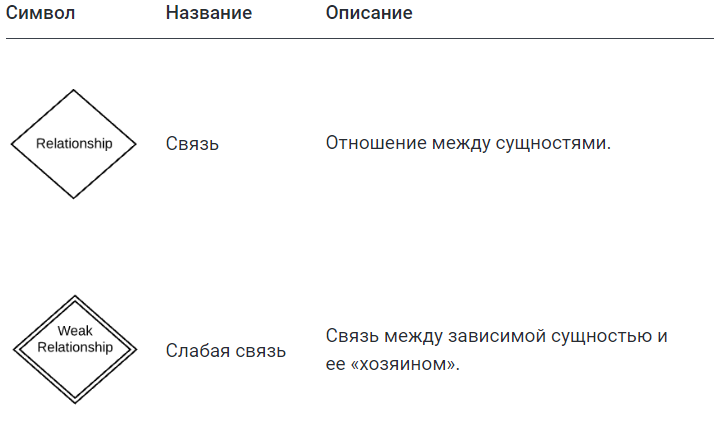 Символ Название Описание
Relationship Связь Отношение между сущностями.
Weak
Relationship
Слабая связь
Связь между зависимой сущностью и
ее «хозяином».